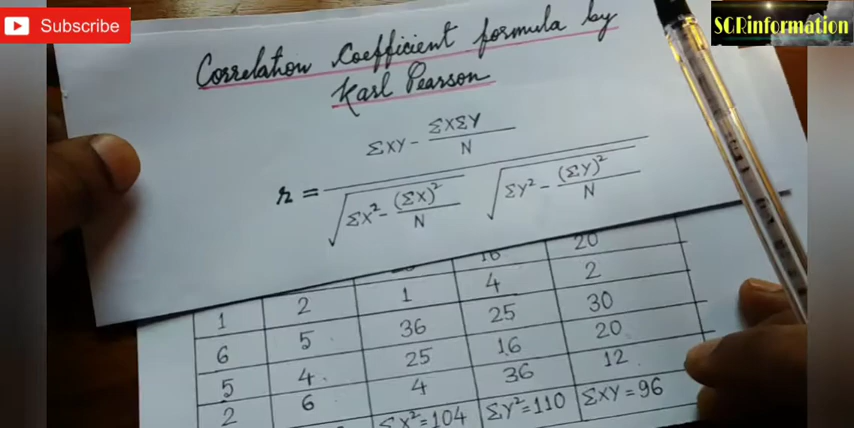 Subscribe
SCRinformation
Correlation Coefficient formula by
Karl Pearson
r = (ΣXY - ΣXΣY/N) / (√(ΣX² - (ΣX)²/N) √(ΣY² - (ΣY)²/N))
16 20
1 2 1 4 2
6 5 36 25 30
5 4 25 16 20
2 6 4 36 12
ΣX²=104 ΣY²=110 ΣXY=96